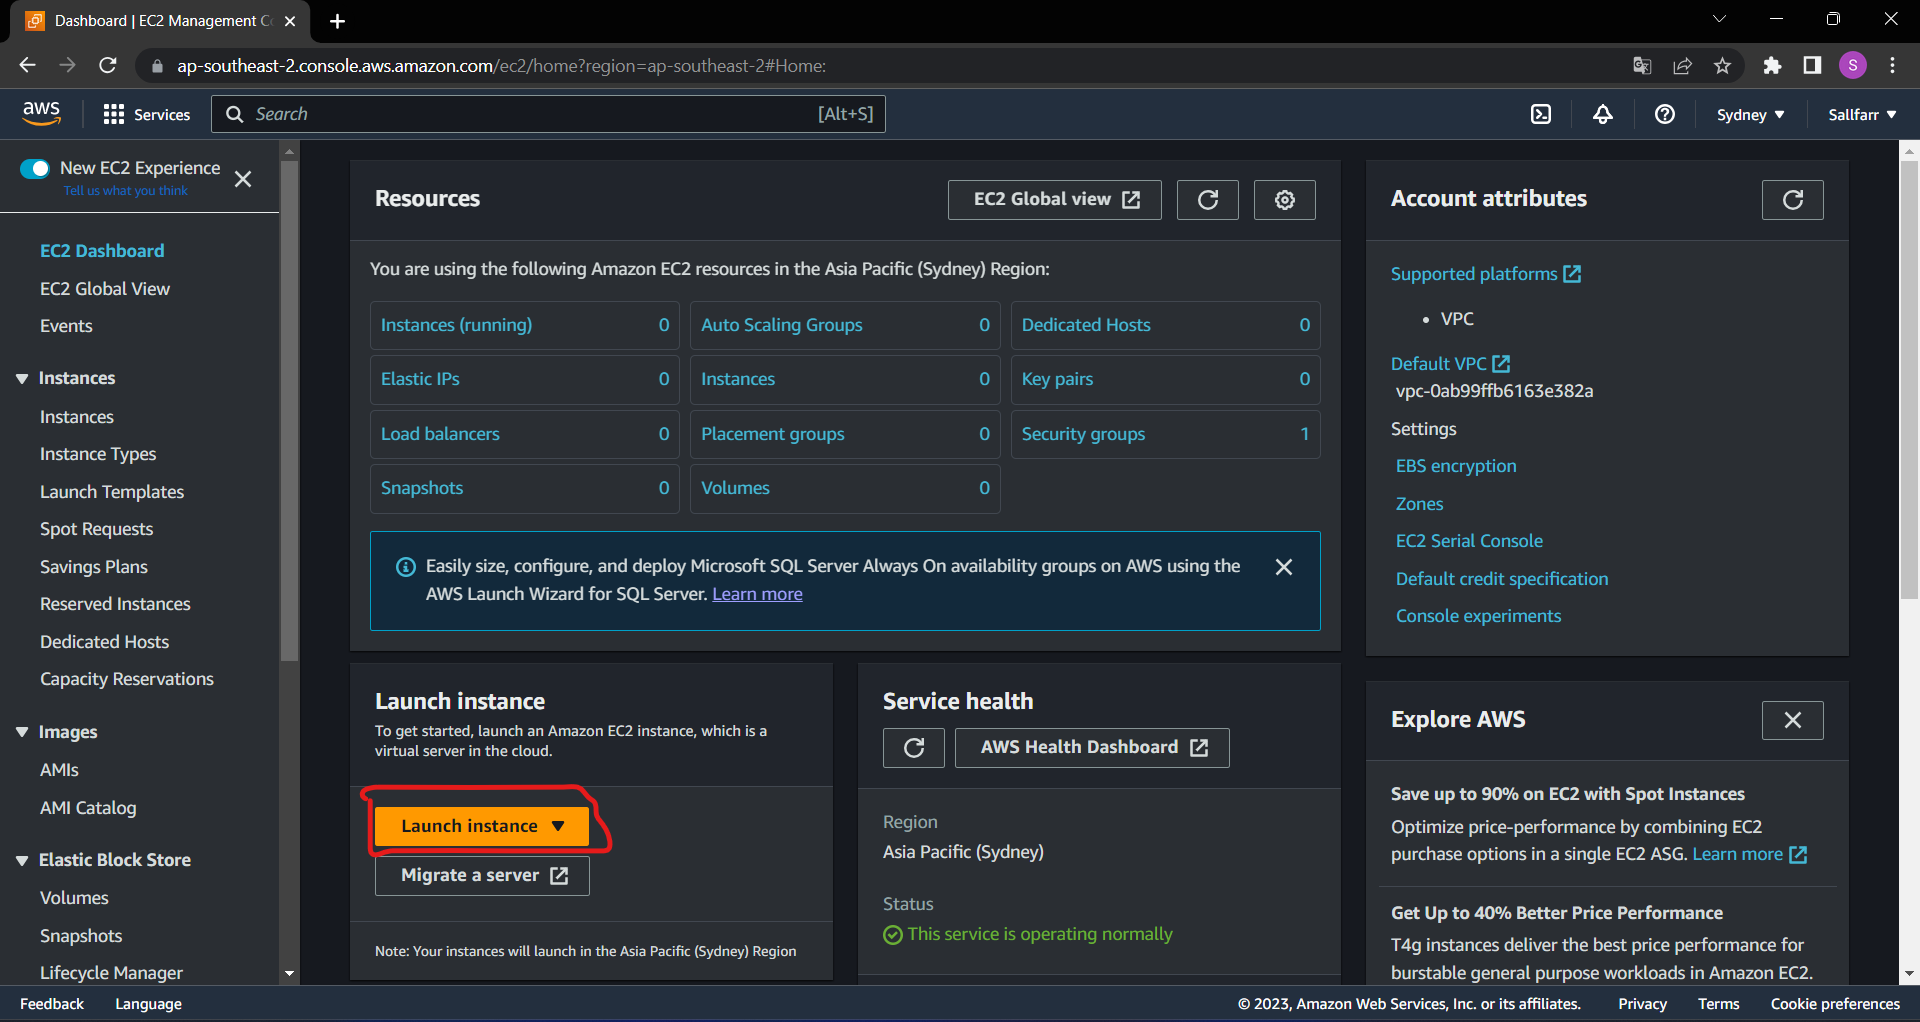 Dashboard | EC2 Management C
ap-southeast-2.console.aws.amazon.com/ec2/home?region=ap-southeast-2#Home:
S
aws
Services
Search
[Alt+S]
Sydney
Sallfarr
New EC2 Experience
Tell us what you think
EC2 Dashboard
EC2 Global View
Events
Instances
Instances
Instance Types
Launch Templates
Spot Requests
Savings Plans
Reserved Instances
Dedicated Hosts
Capacity Reservations
Images
AMIs
AMI Catalog
Elastic Block Store
Volumes
Snapshots
Lifecycle Manager
Resources
EC2 Global view
You are using the following Amazon EC2 resources in the Asia Pacific (Sydney) Region:
Instances (running) 0
Auto Scaling Groups 0
Dedicated Hosts 0
Elastic IPs 0
Instances 0
Key pairs 0
Load balancers 0
Placement groups 0
Security groups 1
Snapshots 0
Volumes 0
Easily size, configure, and deploy Microsoft SQL Server Always On availability groups on AWS using the
AWS Launch Wizard for SQL Server. Learn more
Launch instance
To get started, launch an Amazon EC2 instance, which is a
virtual server in the cloud.
Launch instance
Migrate a server
Note: Your instances will launch in the Asia Pacific (Sydney) Region
Service health
AWS Health Dashboard
Region
Asia Pacific (Sydney)
Status
This service is operating normally
Account attributes
Supported platforms
• VPC
Default VPC
vpc-0ab99ffb6163e382a
Settings
EBS encryption
Zones
EC2 Serial Console
Default credit specification
Console experiments
Explore AWS
Save up to 90% on EC2 with Spot Instances
Optimize price-performance by combining EC2
purchase options in a single EC2 ASG. Learn more
Get Up to 40% Better Price Performance
T4g instances deliver the best price performance for
burstable general purpose workloads in Amazon EC2.
Feedback
Language
© 2023, Amazon Web Services, Inc. or its affiliates.
Privacy
Terms
Cookie preferences